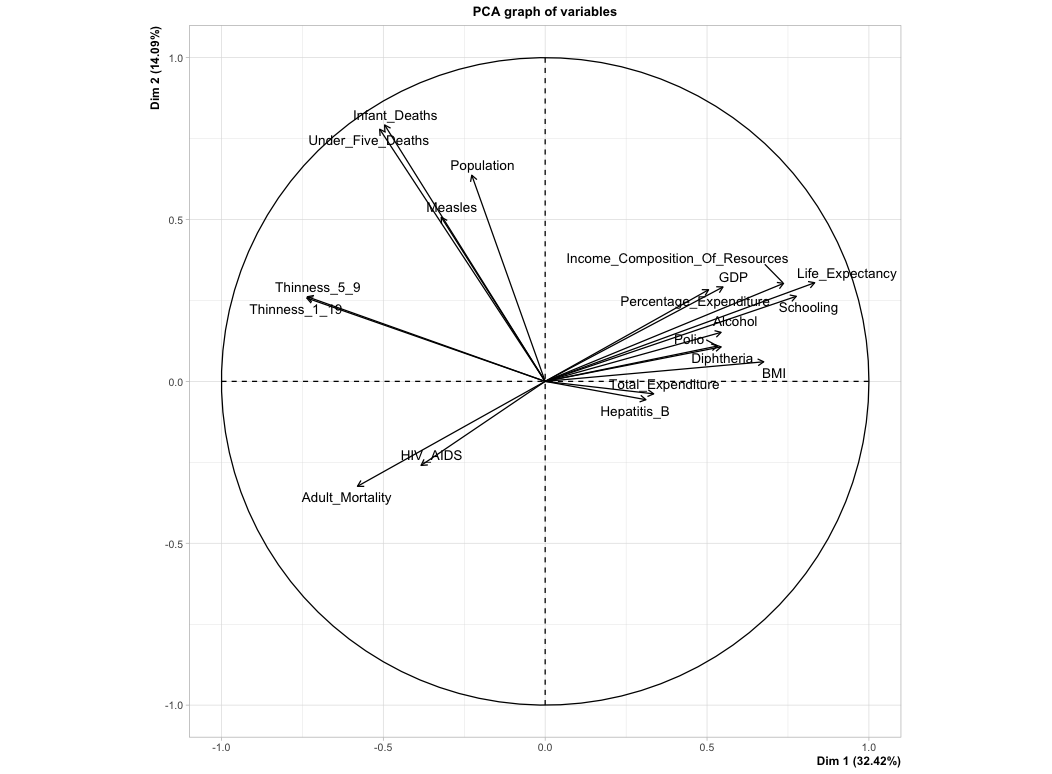 PCA graph of variables
Dim 2 (14.09%)
1.0
Infant_Deaths
Under_Five_Deaths
Population
Measles
0.5
Income_Composition_Of_Resources
Life_Expectancy
GDP
Thinness_5_9
Percentage_Expenditure
Schooling
Thinness_1_19
Alcohol
Polio
Diphtheria
BMI
0.0
Total_Expenditure
Hepatitis_B
HIV_AIDS
Adult_Mortality
-0.5
-1.0
-1.0
-0.5
0.0
0.5
1.0
Dim 1 (32.42%)